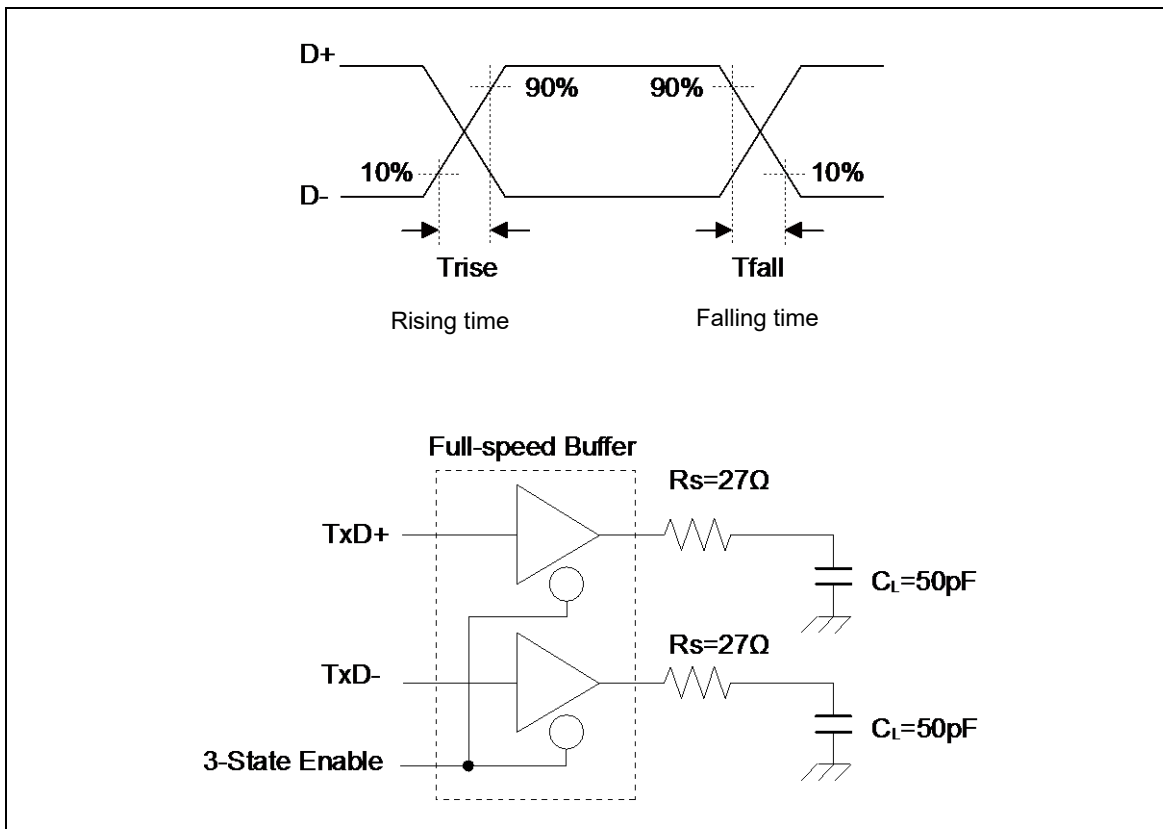 D+
90%
90%
10%
10%
D-
Trise
Tfall
Rising time
Falling time
Full-speed Buffer
Rs=27Ω
TxD+
CL=50pF
Rs=27Ω
TxD-
CL=50pF
3-State Enable